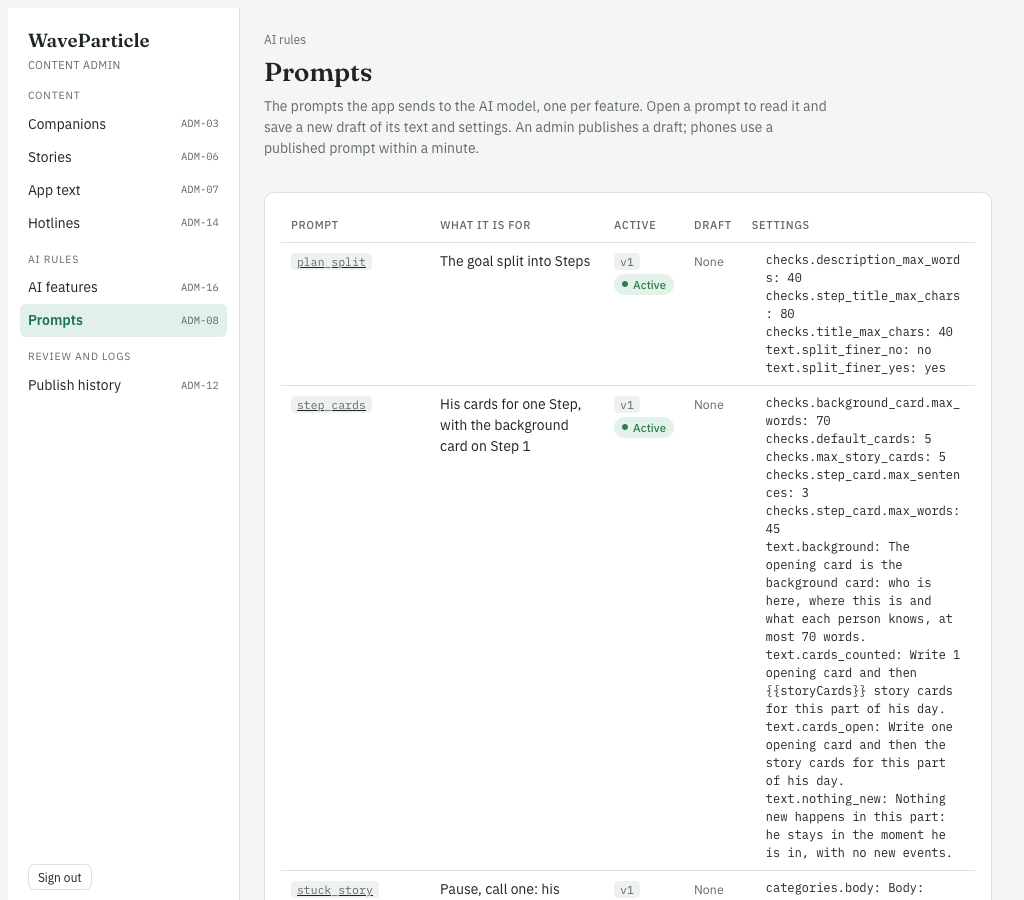 WaveParticle
CONTENT ADMIN
CONTENT
Companions ADM-03
Stories ADM-06
App text ADM-07
Hotlines ADM-14
AI RULES
AI features ADM-16
Prompts ADM-08
REVIEW AND LOGS
Publish history ADM-12
Sign out
AI rules
Prompts
The prompts the app sends to the AI model, one per feature. Open a prompt to read it and
save a new draft of its text and settings. An admin publishes a draft; phones use a
published prompt within a minute.
PROMPT WHAT IT IS FOR ACTIVE DRAFT SETTINGS
plan_split The goal split into Steps v1 Active None
checks.description_max_word
s: 40
checks.step_title_max_chars
: 80
checks.title_max_chars: 40
text.split_finer_no: no
text.split_finer_yes: yes
step_cards
His cards for one Step,
with the background
card on Step 1
v1
Active
None
checks.background_card.max_
words: 70
checks.default_cards: 5
checks.max_story_cards: 5
checks.step_card.max_senten
ces: 3
checks.step_card.max_words:
45
text.background: The
opening card is the
background card: who is
here, where this is and
what each person knows, at
most 70 words.
text.cards_counted: Write 1
opening card and then
{{storyCards}} story cards
for this part of his day.
text.cards_open: Write one
opening card and then the
story cards for this part
of his day.
text.nothing_new: Nothing
new happens in this part:
he stays in the moment he
is in, with no new events.
stuck_story Pause, call one: his v1 None categories.body: Body: